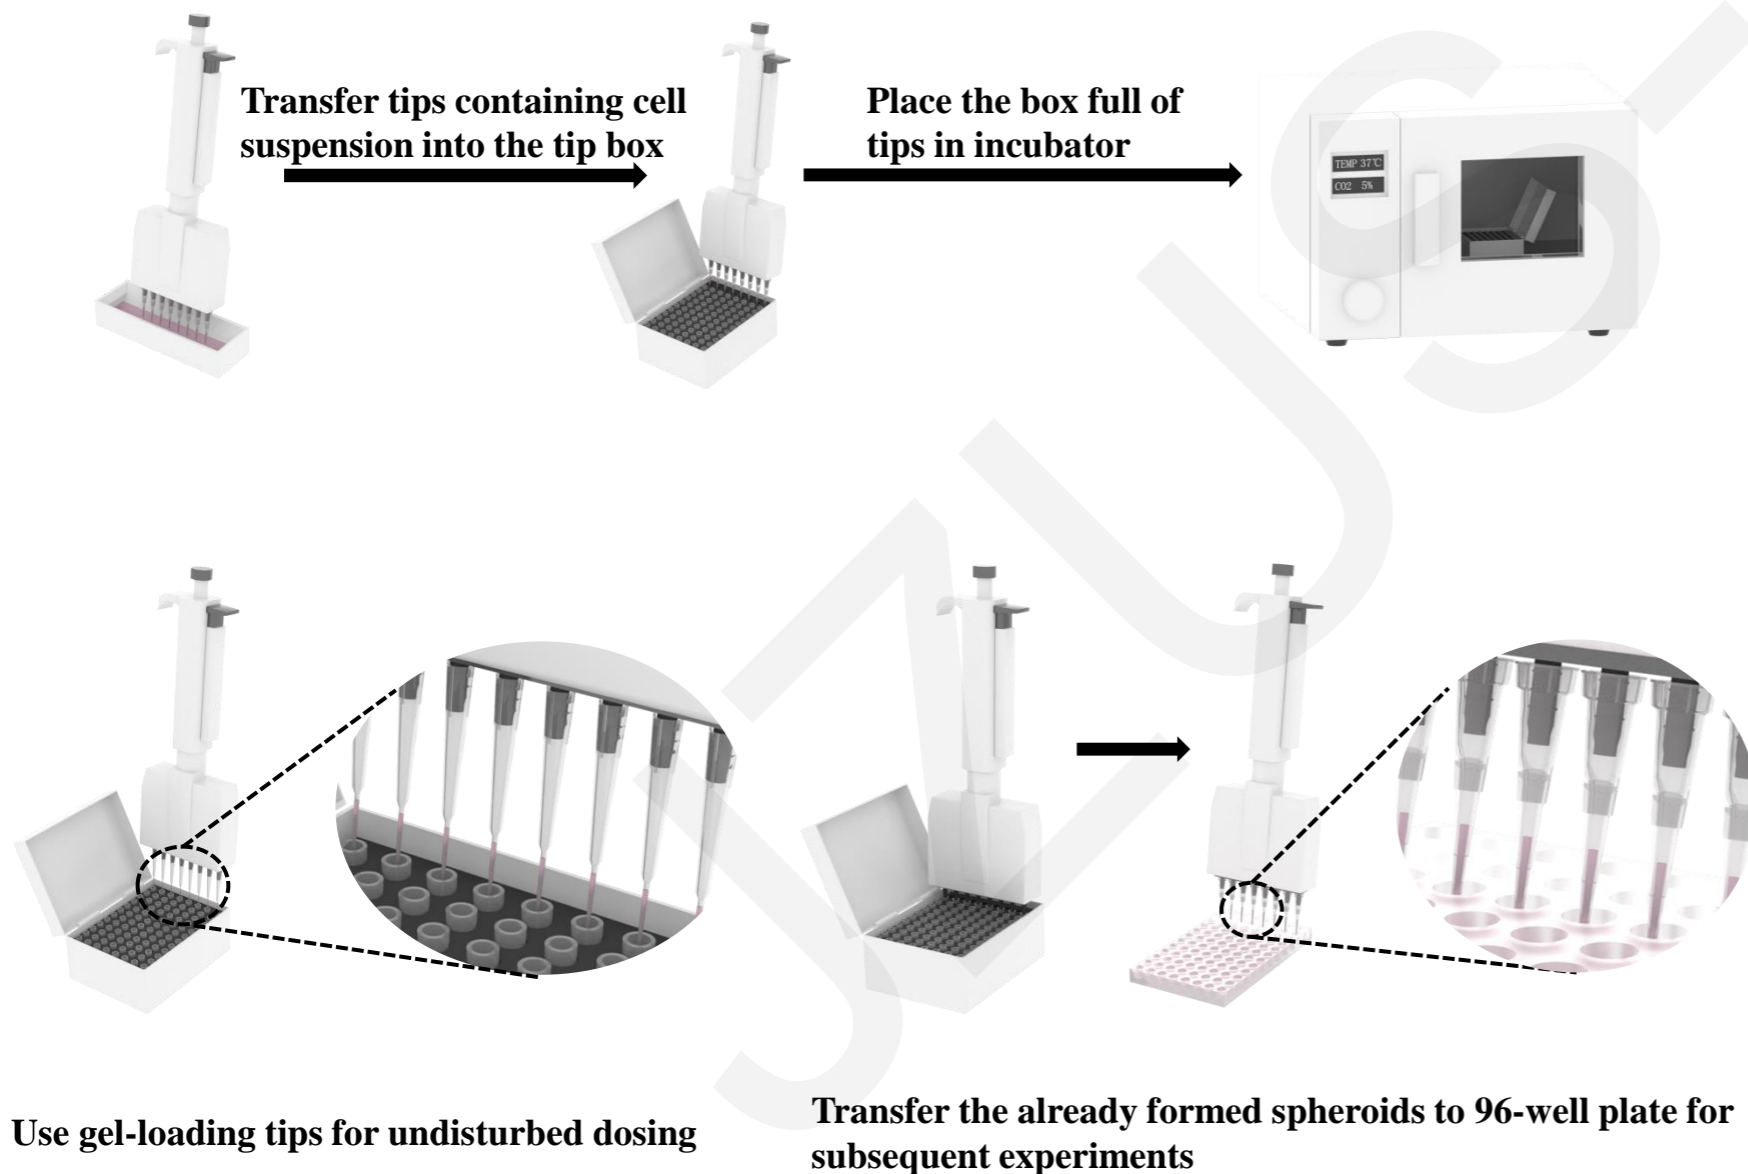 Transfer tips containing cell
suspension into the tip box
Place the box full of
tips in incubator
TEMP 37℃
CO2 5%
Use gel-loading tips for undisturbed dosing
Transfer the already formed spheroids to 96-well plate for
subsequent experiments
JZUS-